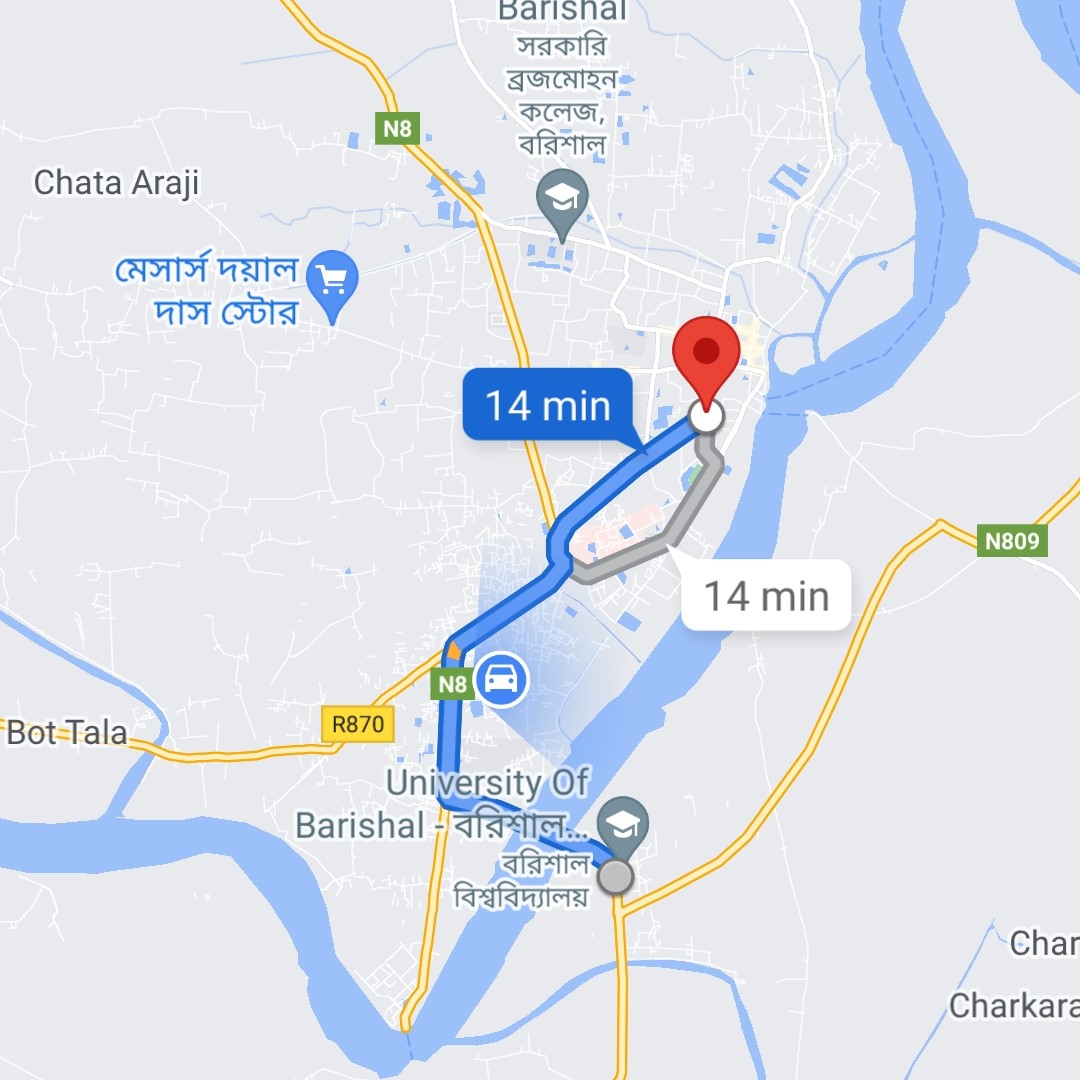 Barishal
সরকারি
ব্রজমোহন
কলেজ,
বরিশাল
N8
Chata Araji
মেসার্স দয়াল
দাস স্টোর
14 min
N809
14 min
N8
R870
Bot Tala
University Of
Barishal - বরিশাল...
বরিশাল
বিশ্ববিদ্যালয়
Char
Charkara